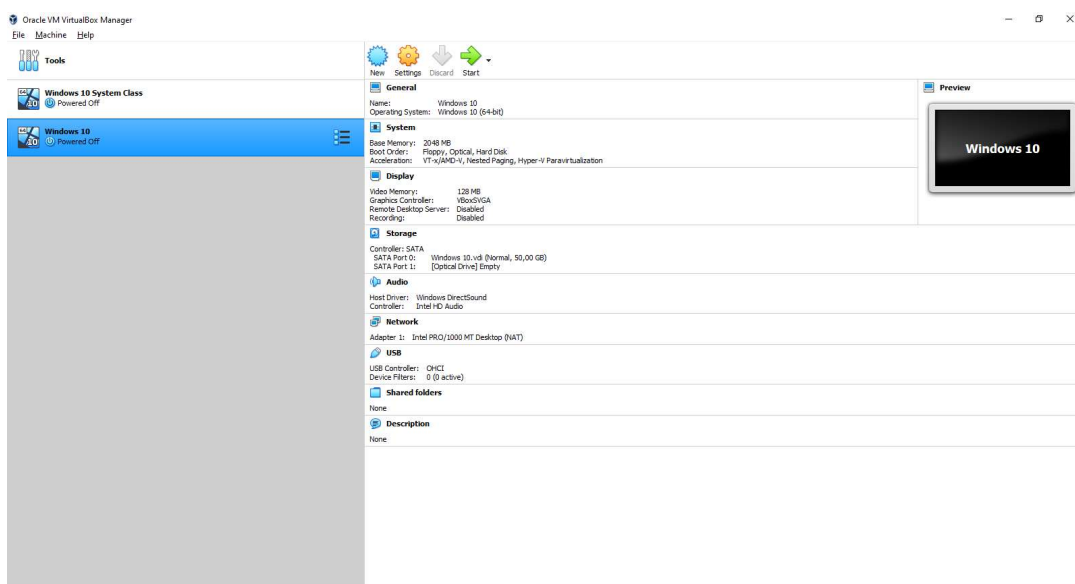 Oracle VM VirtualBox Manager
File Machine Help
Tools
Windows 10 System Class
Powered Off
Windows 10
Powered Off
New Settings Discard Start
General
Name: Windows 10
Operating System: Windows 10 (64-bit)
System
Base Memory: 2048 MB
Boot Order: Floppy, Optical, Hard Disk
Acceleration: VT-x/AMD-V, Nested Paging, Hyper-V Paravirtualization
Display
Video Memory: 128 MB
Graphics Controller: VBoxSVGA
Remote Desktop Server: Disabled
Recording: Disabled
Storage
Controller: SATA
SATA Port 0: Windows 10.vdi (Normal, 50,00 GB)
SATA Port 1: [Optical Drive] Empty
Audio
Host Driver: Windows DirectSound
Controller: Intel HD Audio
Network
Adapter 1: Intel PRO/1000 MT Desktop (NAT)
USB
USB Controller: OHCI
Device Filters: 0 (0 active)
Shared folders
None
Description
None
Preview
Windows 10